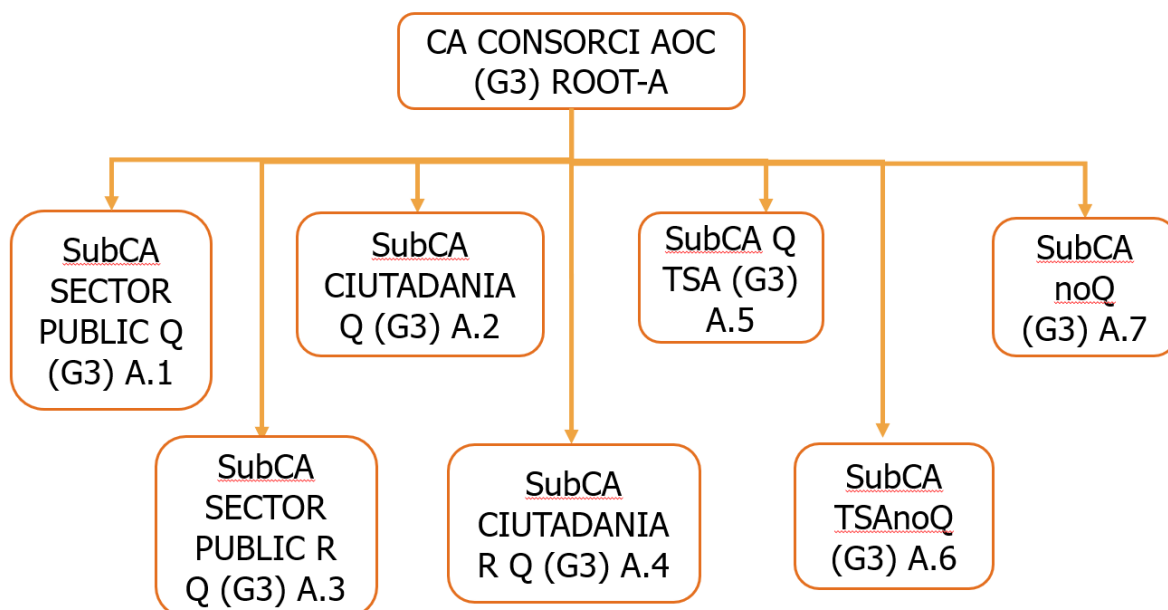 CA CONSORCI AOC
(G3) ROOT-A
SubCA
SECTOR
PUBLIC Q
(G3) A.1
SubCA
CIUTADANIA
Q (G3) A.2
SubCA Q
TSA (G3)
A.5
SubCA
noQ
(G3) A.7
SubCA
SECTOR
PUBLIC R
Q (G3) A.3
SubCA
CIUTADANIA
R Q (G3) A.4
SubCA
TSAnoQ
(G3) A.6